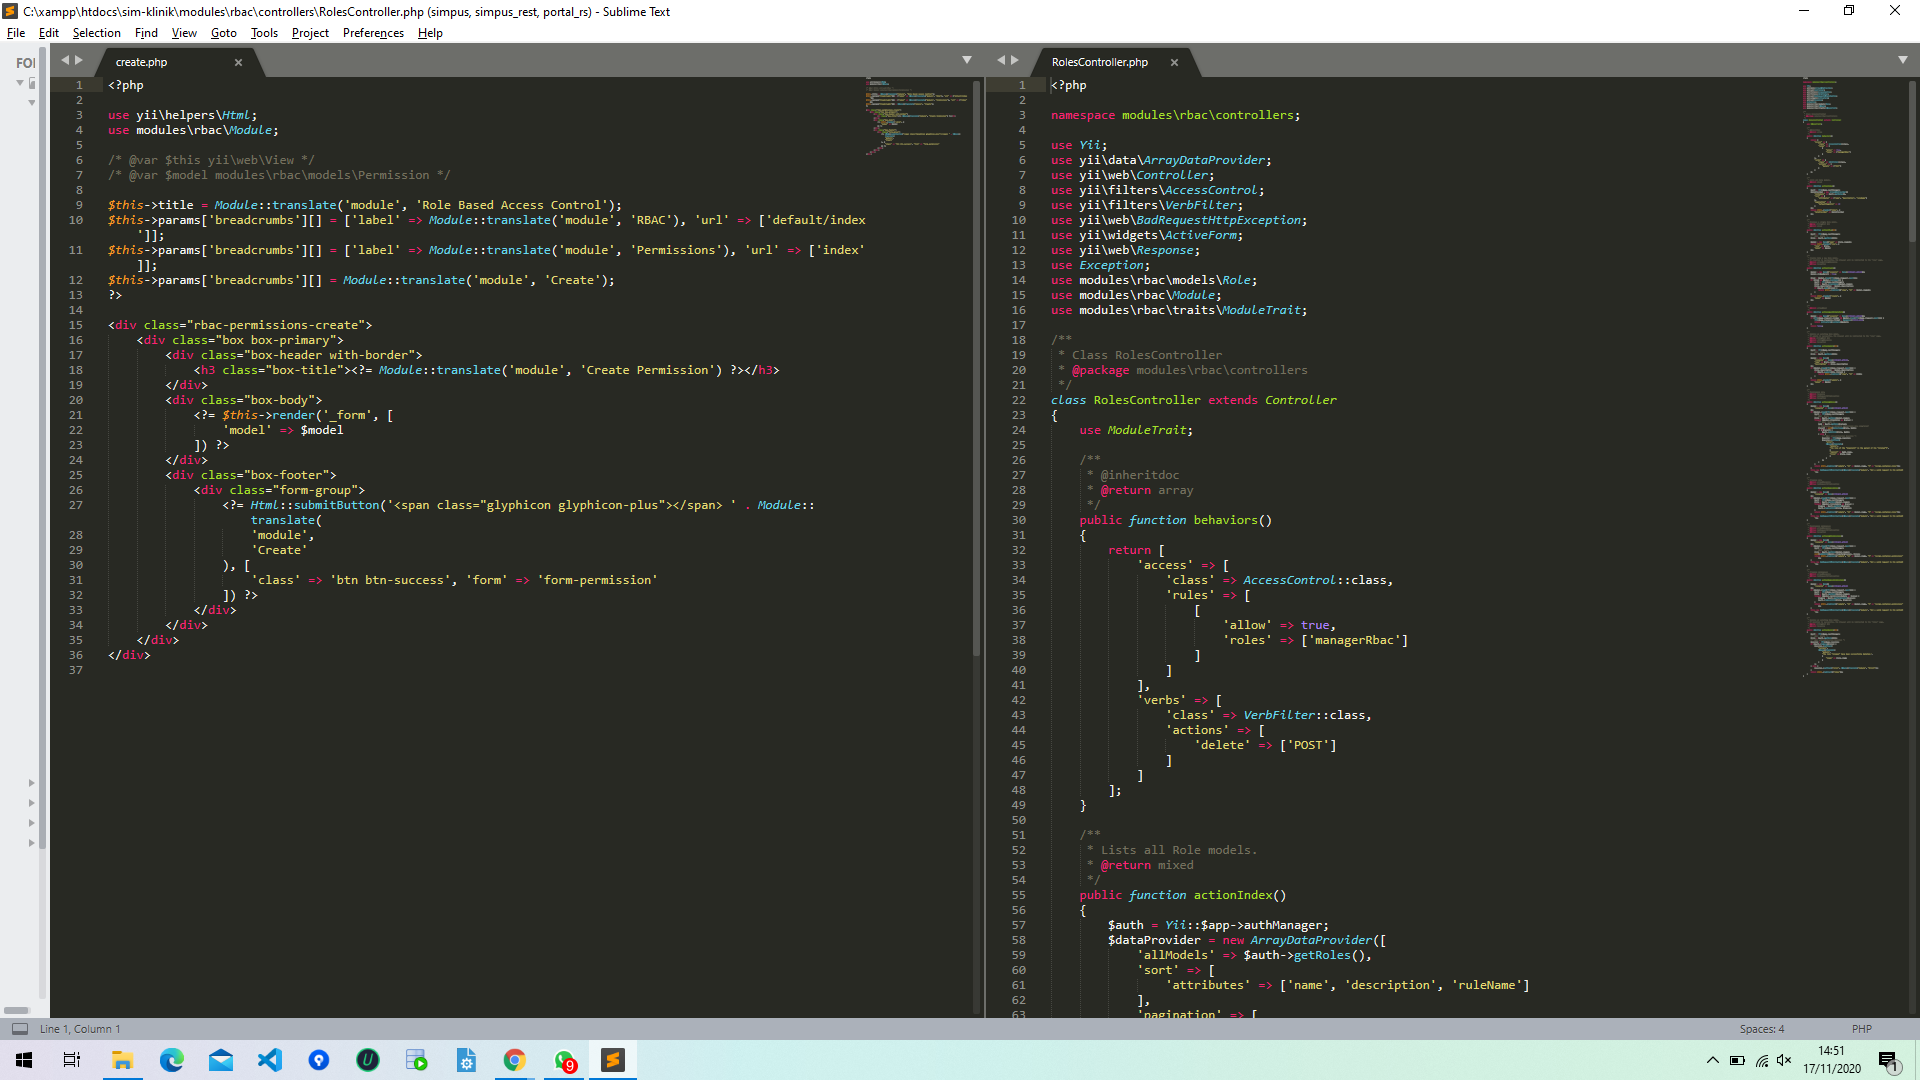 C:\xampp\htdocs\sim-klinik\modules\rbac\controllers\RolesController.php (simpus, simpus_rest, portal_rs) - Sublime Text
File Edit Selection Find View Goto Tools Project Preferences Help
FOI
create.php
1 <?php
2
3 use yii\helpers\Html;
4 use modules\rbac\Module;
5
6 /* @var $this yii\web\View */
7 /* @var $model modules\rbac\models\Permission */
8
9 $this->title = Module::translate('module', 'Role Based Access Control');
10 $this->params['breadcrumbs'][] = ['label' => Module::translate('module', 'RBAC'), 'url' => ['default/index
']];
11 $this->params['breadcrumbs'][] = ['label' => Module::translate('module', 'Permissions'), 'url' => ['index'
]];
12 $this->params['breadcrumbs'][] = Module::translate('module', 'Create');
13 ?>
14
15 <div class="rbac-permissions-create">
16 <div class="box box-primary">
17 <div class="box-header with-border">
18 <h3 class="box-title"><?= Module::translate('module', 'Create Permission') ?></h3>
19 </div>
20 <div class="box-body">
21 <?= $this->render('_form', [
22 'model' => $model
23 ]) ?>
24 </div>
25 <div class="box-footer">
26 <div class="form-group">
27 <?= Html::submitButton('<span class="glyphicon glyphicon-plus"></span> ' . Module::
translate(
28 'module',
29 'Create'
30 ), [
31 'class' => 'btn btn-success', 'form' => 'form-permission'
32 ]) ?>
33 </div>
34 </div>
35 </div>
36 </div>
37
RolesController.php
1 <?php
2
3 namespace modules\rbac\controllers;
4
5 use Yii;
6 use yii\data\ArrayDataProvider;
7 use yii\web\Controller;
8 use yii\filters\AccessControl;
9 use yii\filters\VerbFilter;
10 use yii\web\BadRequestHttpException;
11 use yii\widgets\ActiveForm;
12 use yii\web\Response;
13 use Exception;
14 use modules\rbac\models\Role;
15 use modules\rbac\Module;
16 use modules\rbac\traits\ModuleTrait;
17
18 /**
19 * Class RolesController
20 * @package modules\rbac\controllers
21 */
22 class RolesController extends Controller
23 {
24 use ModuleTrait;
25
26 /**
27 * @inheritdoc
28 * @return array
29 */
30 public function behaviors()
31 {
32 return [
33 'access' => [
34 'class' => AccessControl::class,
35 'rules' => [
36 [
37 'allow' => true,
38 'roles' => ['managerRbac']
39 ]
40 ]
41 ],
42 'verbs' => [
43 'class' => VerbFilter::class,
44 'actions' => [
45 'delete' => ['POST']
46 ]
47 ]
48 ];
49 }
50
51 /**
52 * Lists all Role models.
53 * @return mixed
54 */
55 public function actionIndex()
56 {
57 $auth = Yii::$app->authManager;
58 $dataProvider = new ArrayDataProvider([
59 'allModels' => $auth->getRoles(),
60 'sort' => [
61 'attributes' => ['name', 'description', 'ruleName']
62 ],
63 'pagination' => [
Line 1, Column 1
Spaces: 4
PHP
9
14:51
17/11/2020
1